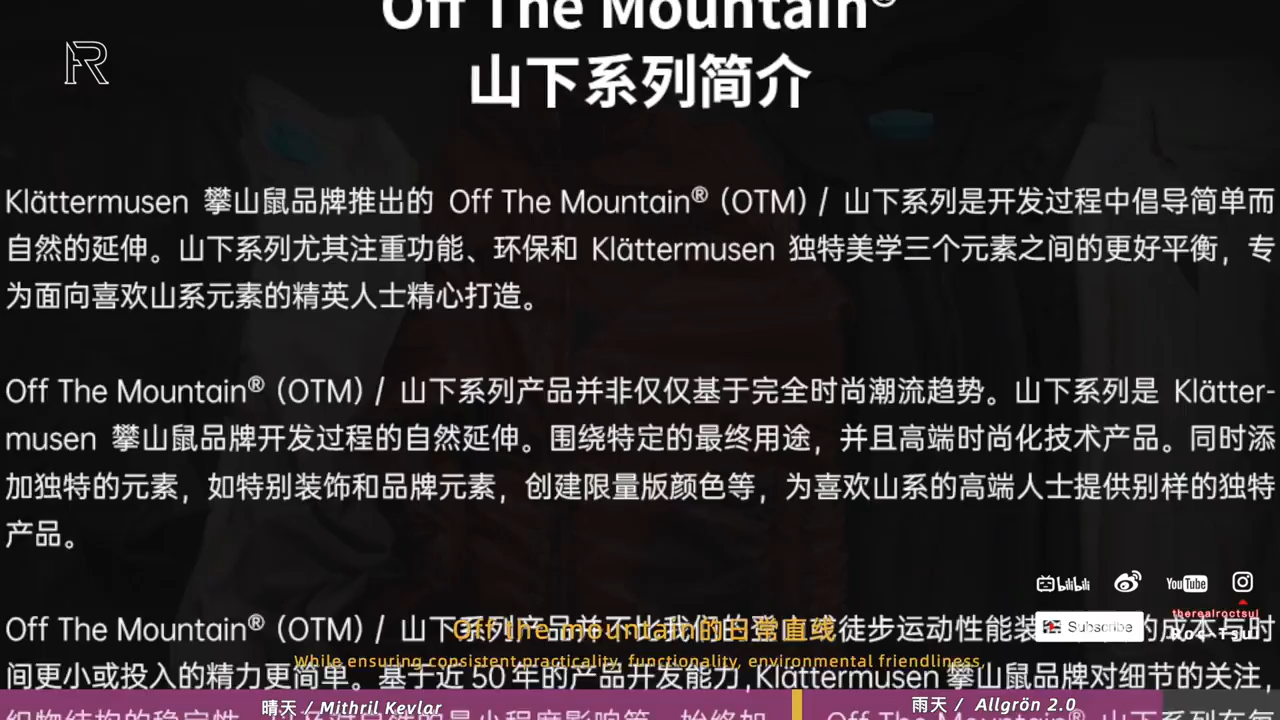 Off The Mountain®
山下系列简介
Klättermusen 攀山鼠品牌推出的 Off The Mountain® (OTM) / 山下系列是开发过程中倡导简单而
自然的延伸。山下系列尤其注重功能、环保和 Klättermusen 独特美学三个元素之间的更好平衡，专
为面向喜欢山系元素的精英人士精心打造。
Off The Mountain® (OTM) / 山下系列产品并非仅仅基于完全时尚潮流趋势。山下系列是 Klätter-
musen 攀山鼠品牌开发过程的自然延伸。围绕特定的最终用途，并且高端时尚化技术产品。同时添
加独特的元素，如特别装饰和品牌元素，创建限量版颜色等，为喜欢山系的高端人士提供别样的独特
产品。
bilibili
YouTube
therealroctsui
Subscribe
Off The Mountain® (OTM) / 山下系列产品并不比我们的登山、徒步运动性能装
的成本与时
Off the mountain的日常直线
间更小或投入的精力更简单。基于近 50 年的产品开发能力,Klättermusen 攀山鼠品牌对细节的关注，
While ensuring consistent practicality, functionality, environmental friendliness,
晴天 / Mithril Kevlar
雨天 / Allgrön 2.0